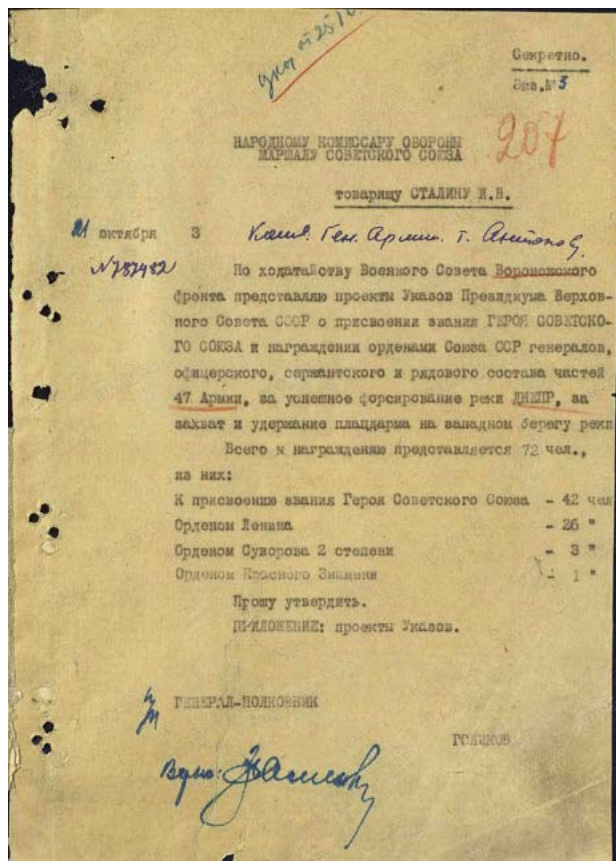 Секретно.
Экз.№3
207
НАРОДНОМУ КОМИССАРУ ОБОРОНЫ
МАРШАЛУ СОВЕТСКОГО СОЮЗА
товарищу СТАЛИНУ И.В.
21 октября 3
Ген. Армии т. Антонову
№787482
По ходатайству Военного Совета Воронежского
фронта представляю проекты Указов Президиума Верхов-
ного Совета СССР о присвоении звания ГЕРОЯ СОВЕТСКО-
ГО СОЮЗА и награждении орденами Союза ССР генералов,
офицерского, сержантского и рядового состава частей
47 Армии, за успешное форсирование реки ДНЕПР, за
захват и удержание плацдарма на западном берегу реки
Всего к награждению представляется 72 чел.,
из них:
К присвоению звания Героя Советского Союза - 42 чел
Орденом Ленина - 26 "
Орденом Суворова 2 степени - 3 "
Орденом Красного Знамени - 1 "
Прошу утвердить.
ПРИЛОЖЕНИЕ: проекты Указов.
ГЕНЕРАЛ-ПОЛКОВНИК
ГОЛИКОВ
Верно: